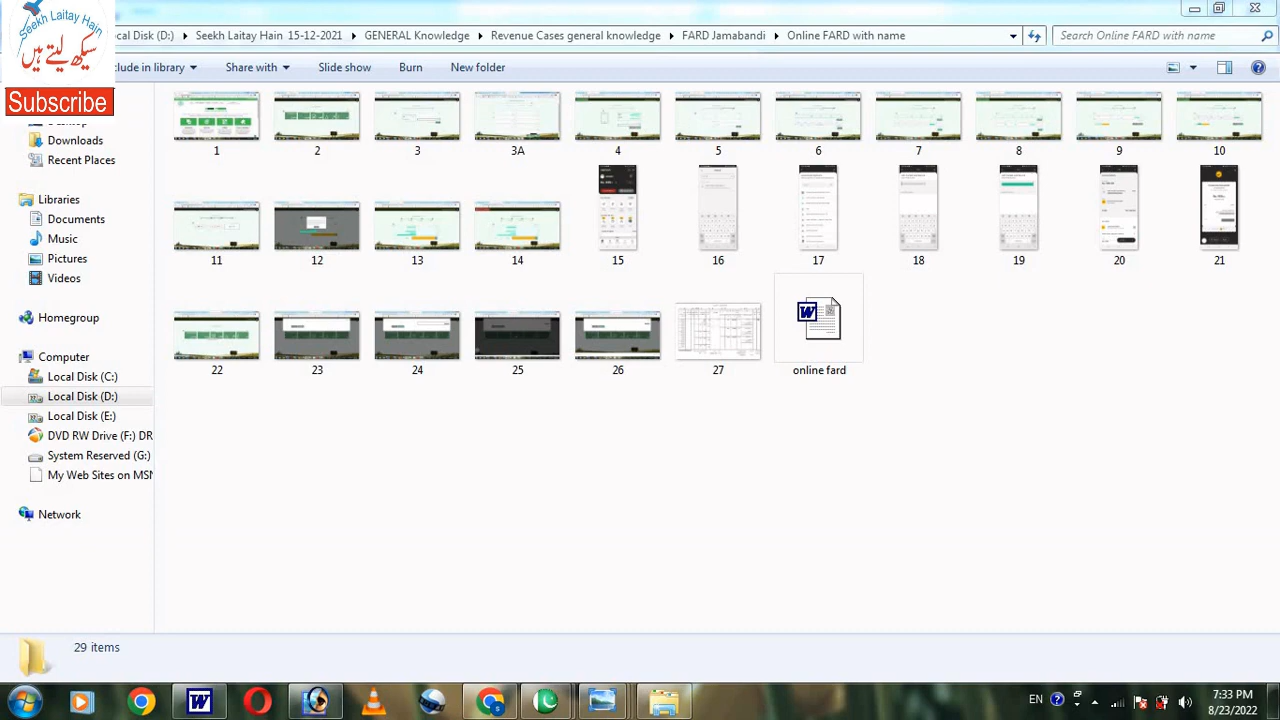 Seekh Laitay Hain
سیکھ لیتے ہیں
Subscribe
cal Disk (D:)
Seekh Laitay Hain 15-12-2021
GENERAL Knowledge
Revenue Cases general knowledge
FARD Jamabandi
Online FARD with name
Search Online FARD with name
clude in library
Share with
Slide show
Burn
New folder
Downloads
Recent Places
Libraries
Documents
Music
Pictures
Videos
Homegroup
Computer
Local Disk (C:)
Local Disk (D:)
Local Disk (E:)
DVD RW Drive (F:) DR
System Reserved (G:)
My Web Sites on MSN
Network
1 2 3 3A 4 5 6 7 8 9 10
11 12 13 14 15 16 17 18 19 20 21
22 23 24 25 26 27 online fard
29 items
EN
7:33 PM
8/23/2022